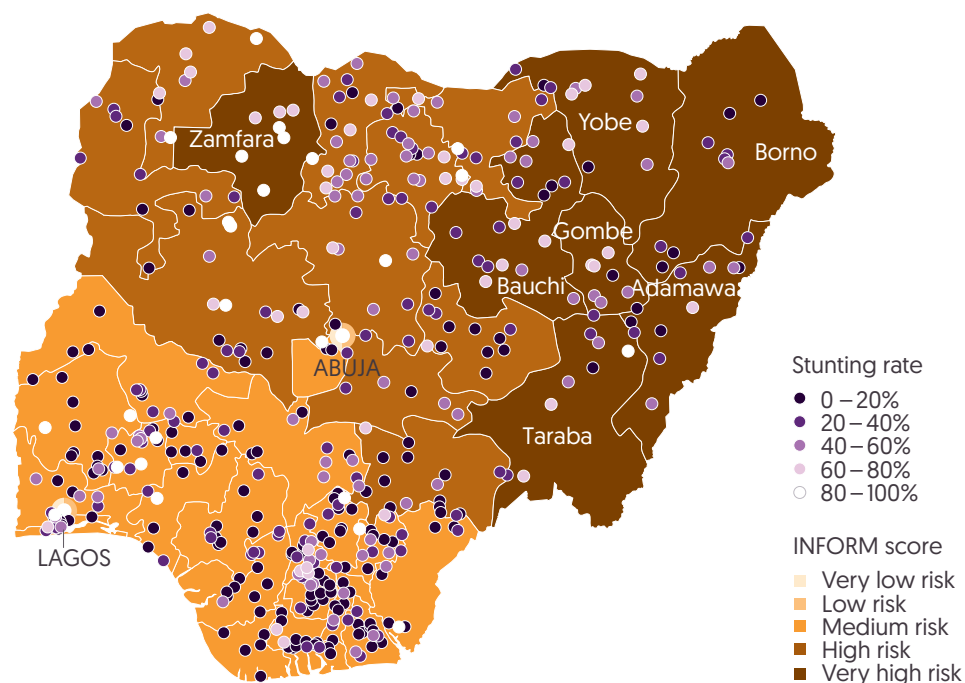 Zamfara
Yobe
Borno
Gombe
Bauchi
Adamawa
ABUJA
Taraba
LAGOS
Stunting rate
0 – 20%
20 – 40%
40 – 60%
60 – 80%
80 – 100%
INFORM score
Very low risk
Low risk
Medium risk
High risk
Very high risk